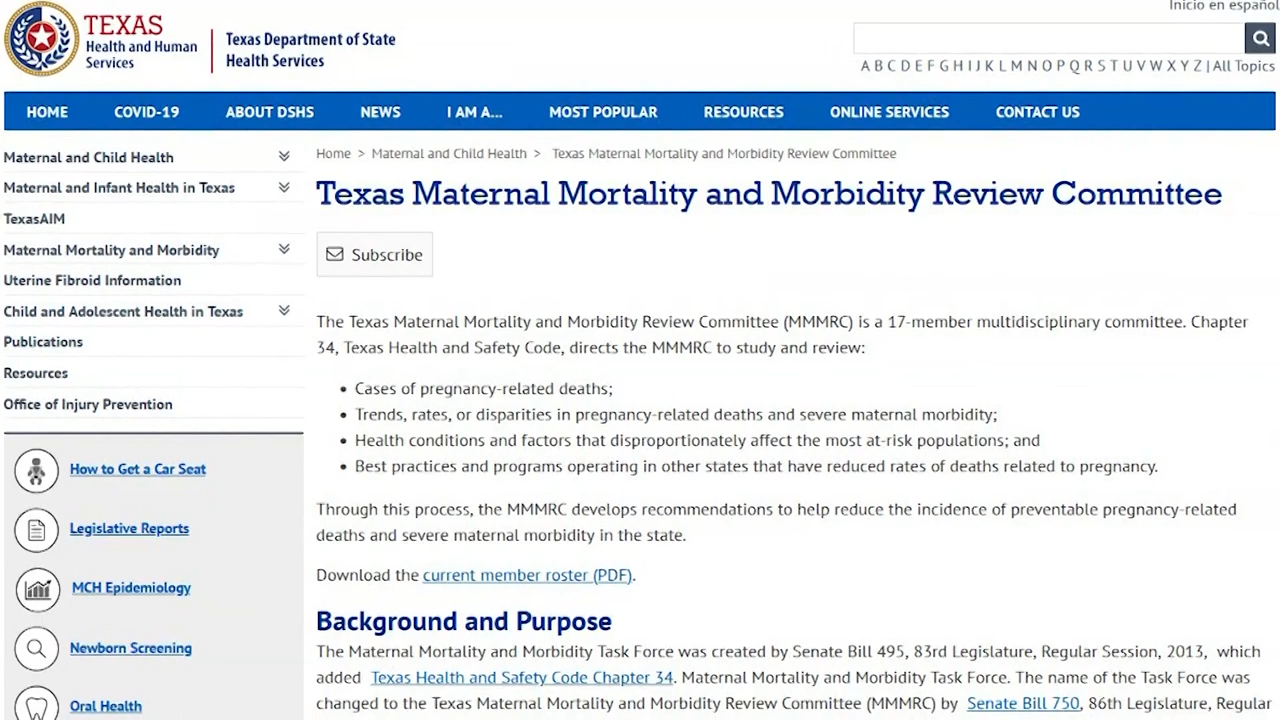 Inicio en español
TEXAS
Health and Human
Services
Texas Department of State
Health Services
A B C D E F G H I J K L M N O P Q R S T U V W X Y Z | All Topics
HOME COVID-19 ABOUT DSHS NEWS I AM A... MOST POPULAR RESOURCES ONLINE SERVICES CONTACT US
Maternal and Child Health
Maternal and Infant Health in Texas
TexasAIM
Maternal Mortality and Morbidity
Uterine Fibroid Information
Child and Adolescent Health in Texas
Publications
Resources
Office of Injury Prevention
How to Get a Car Seat
Legislative Reports
MCH Epidemiology
Newborn Screening
Oral Health
Home > Maternal and Child Health > Texas Maternal Mortality and Morbidity Review Committee
Texas Maternal Mortality and Morbidity Review Committee
Subscribe
The Texas Maternal Mortality and Morbidity Review Committee (MMMRC) is a 17-member multidisciplinary committee. Chapter
34, Texas Health and Safety Code, directs the MMMRC to study and review:
• Cases of pregnancy-related deaths;
• Trends, rates, or disparities in pregnancy-related deaths and severe maternal morbidity;
• Health conditions and factors that disproportionately affect the most at-risk populations; and
• Best practices and programs operating in other states that have reduced rates of deaths related to pregnancy.
Through this process, the MMMRC develops recommendations to help reduce the incidence of preventable pregnancy-related
deaths and severe maternal morbidity in the state.
Download the current member roster (PDF).
Background and Purpose
The Maternal Mortality and Morbidity Task Force was created by Senate Bill 495, 83rd Legislature, Regular Session, 2013, which
added Texas Health and Safety Code Chapter 34. Maternal Mortality and Morbidity Task Force. The name of the Task Force was
changed to the Texas Maternal Mortality and Morbidity Review Committee (MMMRC) by Senate Bill 750, 86th Legislature, Regular